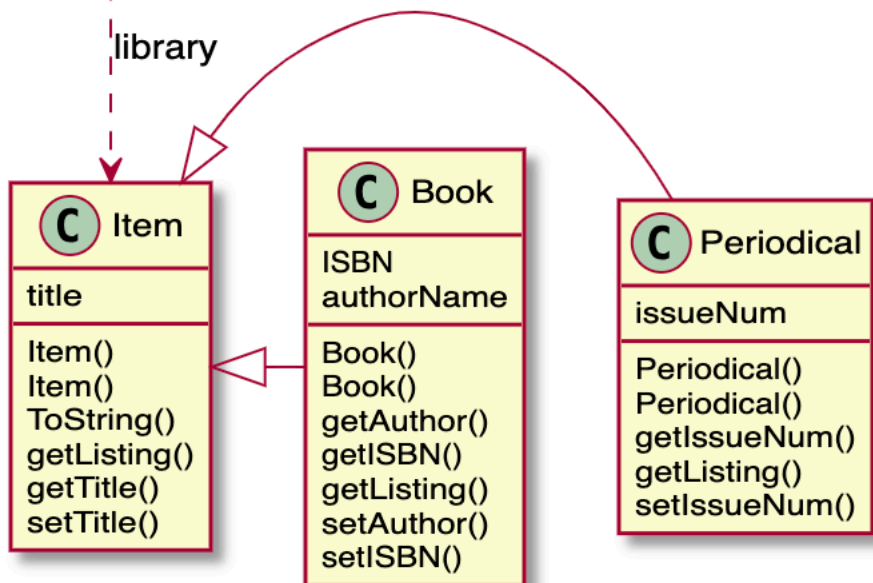 library
C Item
title
Item()
Item()
ToString()
getListing()
getTitle()
setTitle()
C Book
ISBN
authorName
Book()
Book()
getAuthor()
getISBN()
getListing()
setAuthor()
setISBN()
C Periodical
issueNum
Periodical()
Periodical()
getIssueNum()
getListing()
setIssueNum()